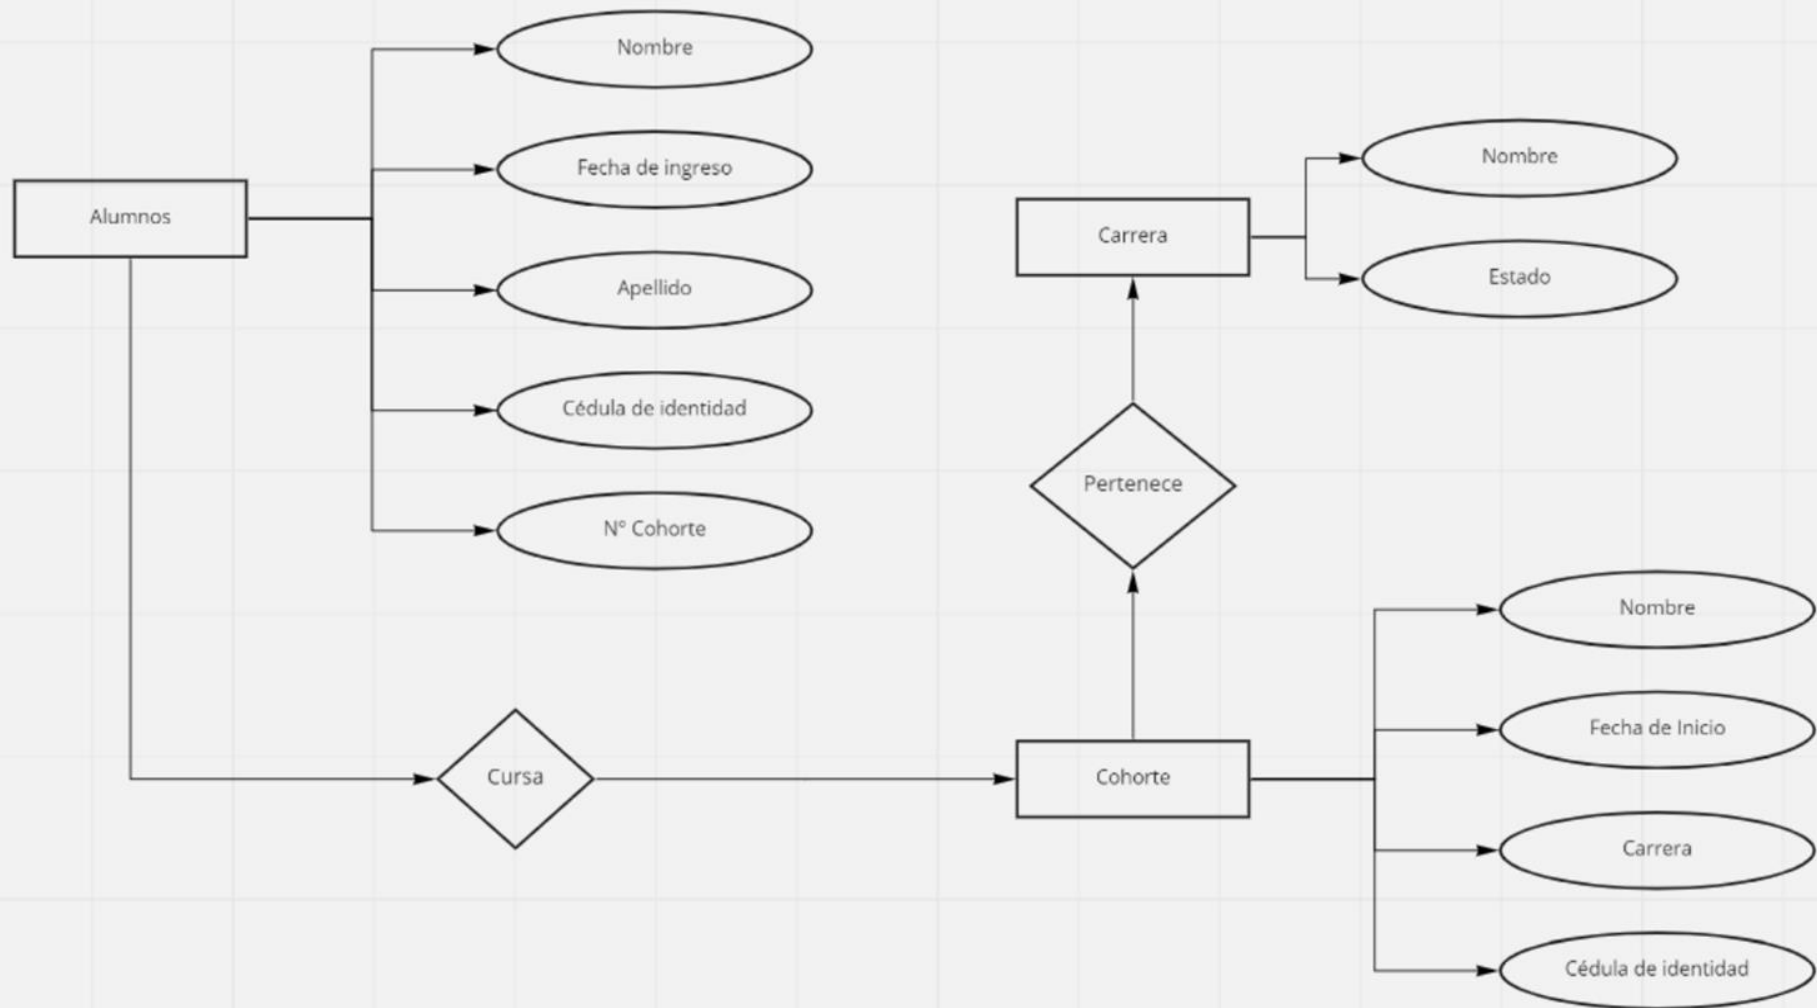 Nombre
Fecha de ingreso
Alumnos
Apellido
Cédula de identidad
Nº Cohorte
Nombre
Carrera
Estado
Pertenece
Cursa
Cohorte
Nombre
Fecha de Inicio
Carrera
Cédula de identidad